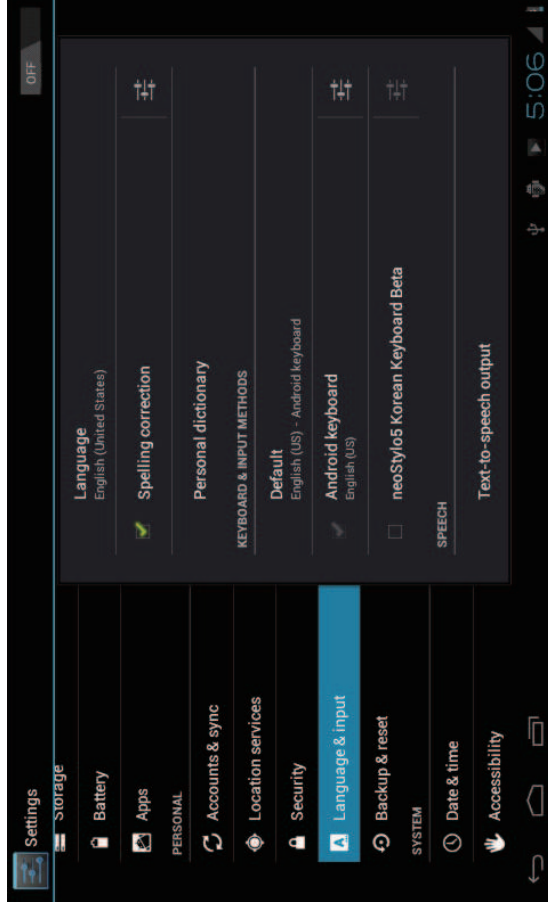 Settings
OFF
Storage
Battery
Apps
PERSONAL
Accounts & sync
Location services
Security
Language & input
Backup & reset
SYSTEM
Date & time
Accessibility
Language
English (United States)
Spelling correction
Personal dictionary
KEYBOARD & INPUT METHODS
Default
English (US) - Android keyboard
Android keyboard
English (US)
neoStylo5 Korean Keyboard Beta
SPEECH
Text-to-speech output
5:06